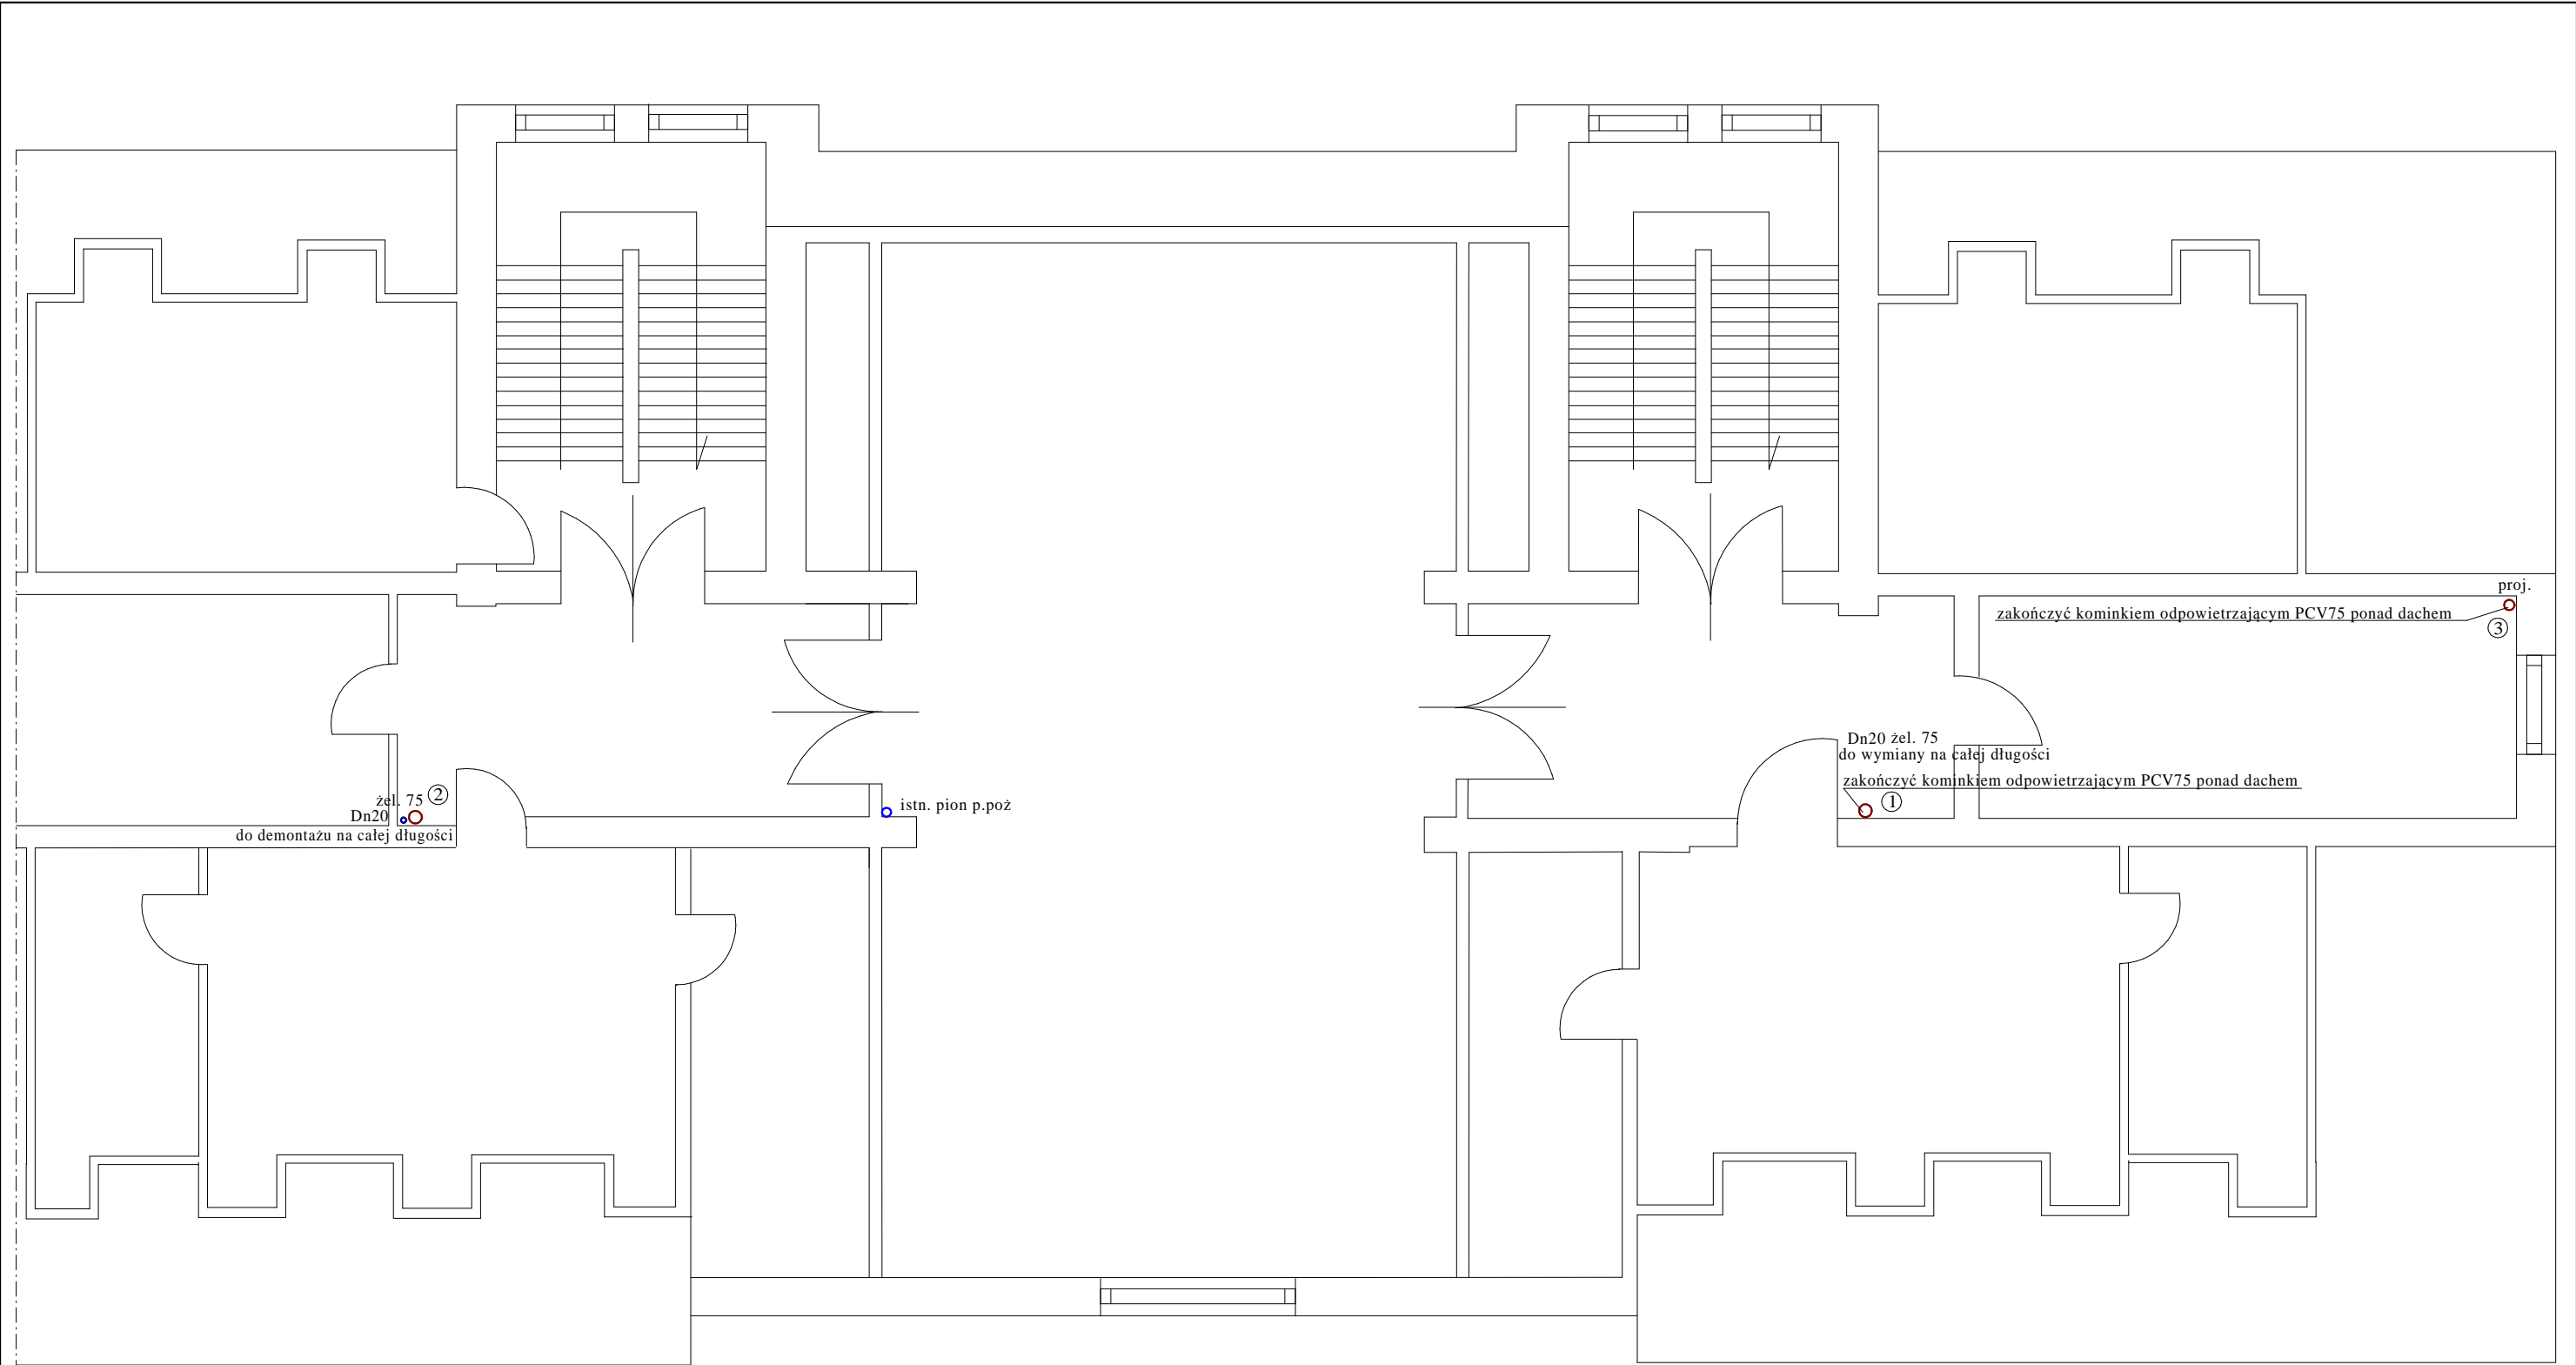 proj.
zakończyć kominkiem odpowietrzającym PCV75 ponad dachem
3
Dn20 żel. 75
do wymiany na całej długości
zakończyć kominkiem odpowietrzającym PCV75 ponad dachem
1
żel. 75
2
Dn20
do demontażu na całej długości
istn. pion p.poż